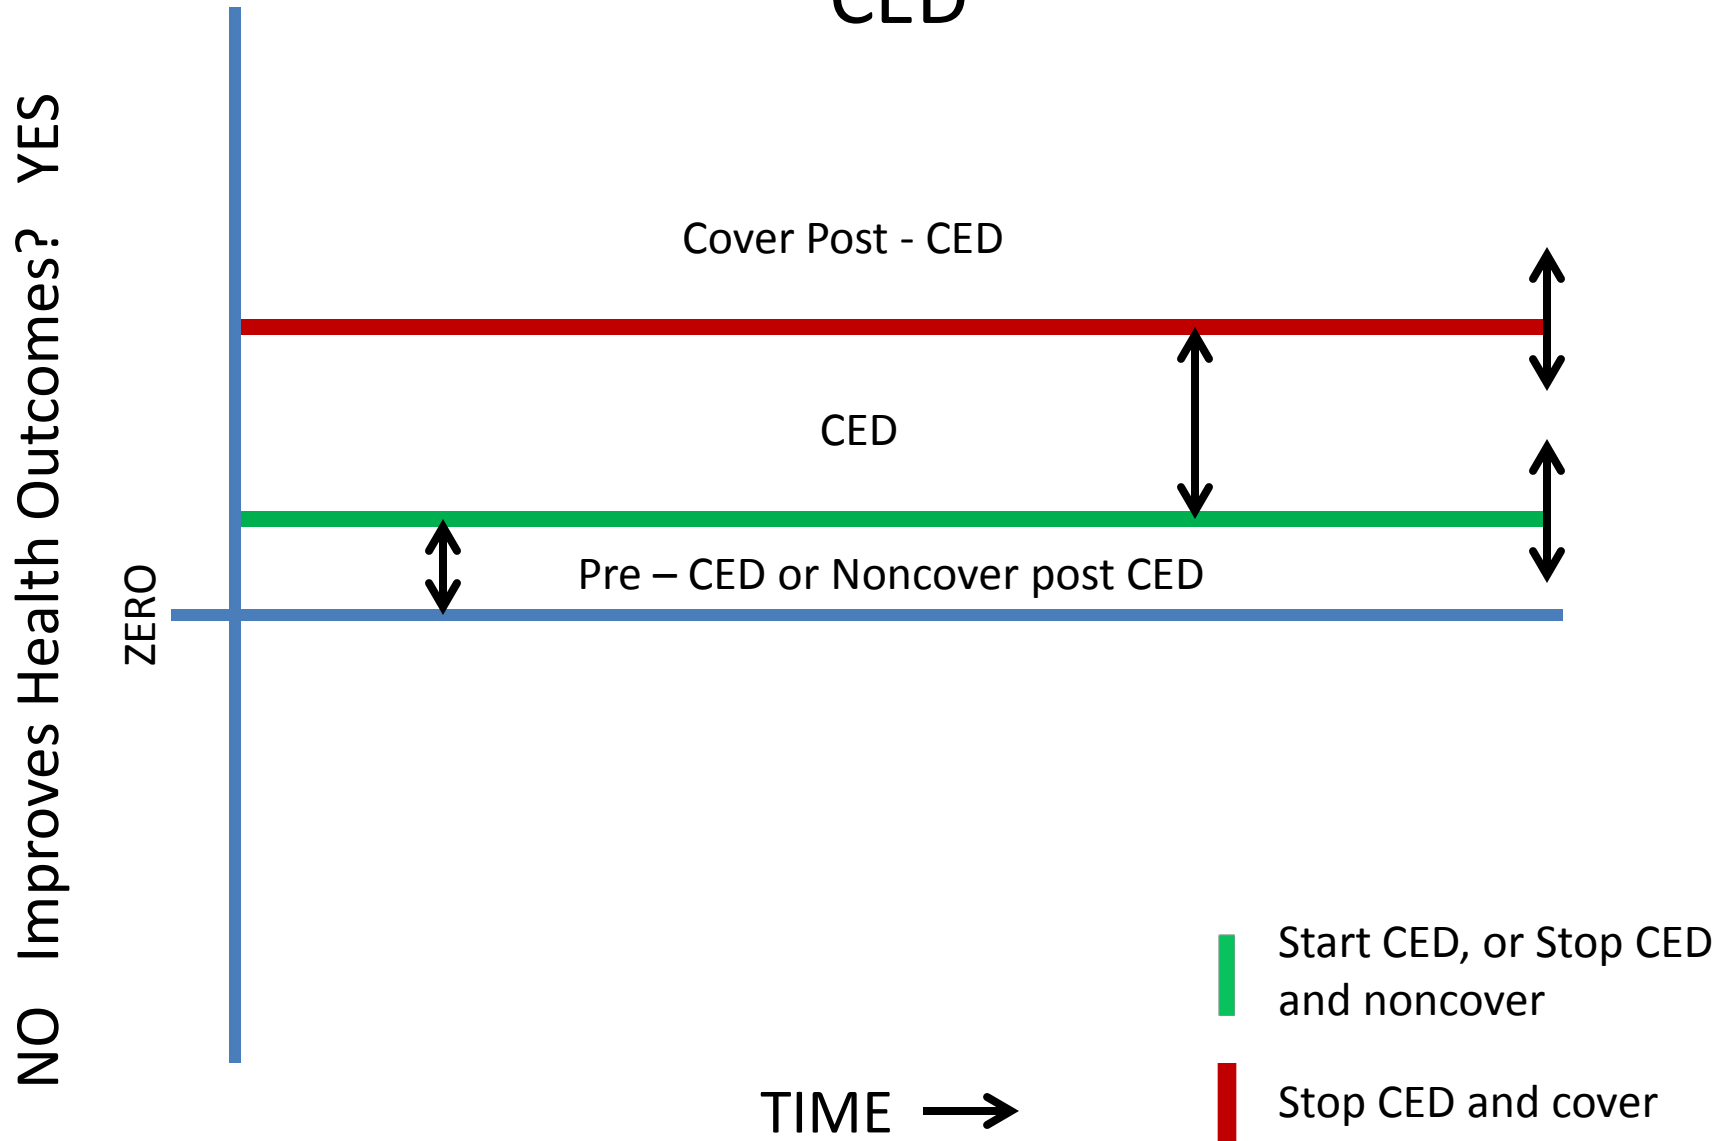 CED
NO Improves Health Outcomes? YES
Cover Post - CED
CED
Pre – CED or Noncover post CED
ZERO
Start CED, or Stop CED
and noncover
Stop CED and cover
TIME